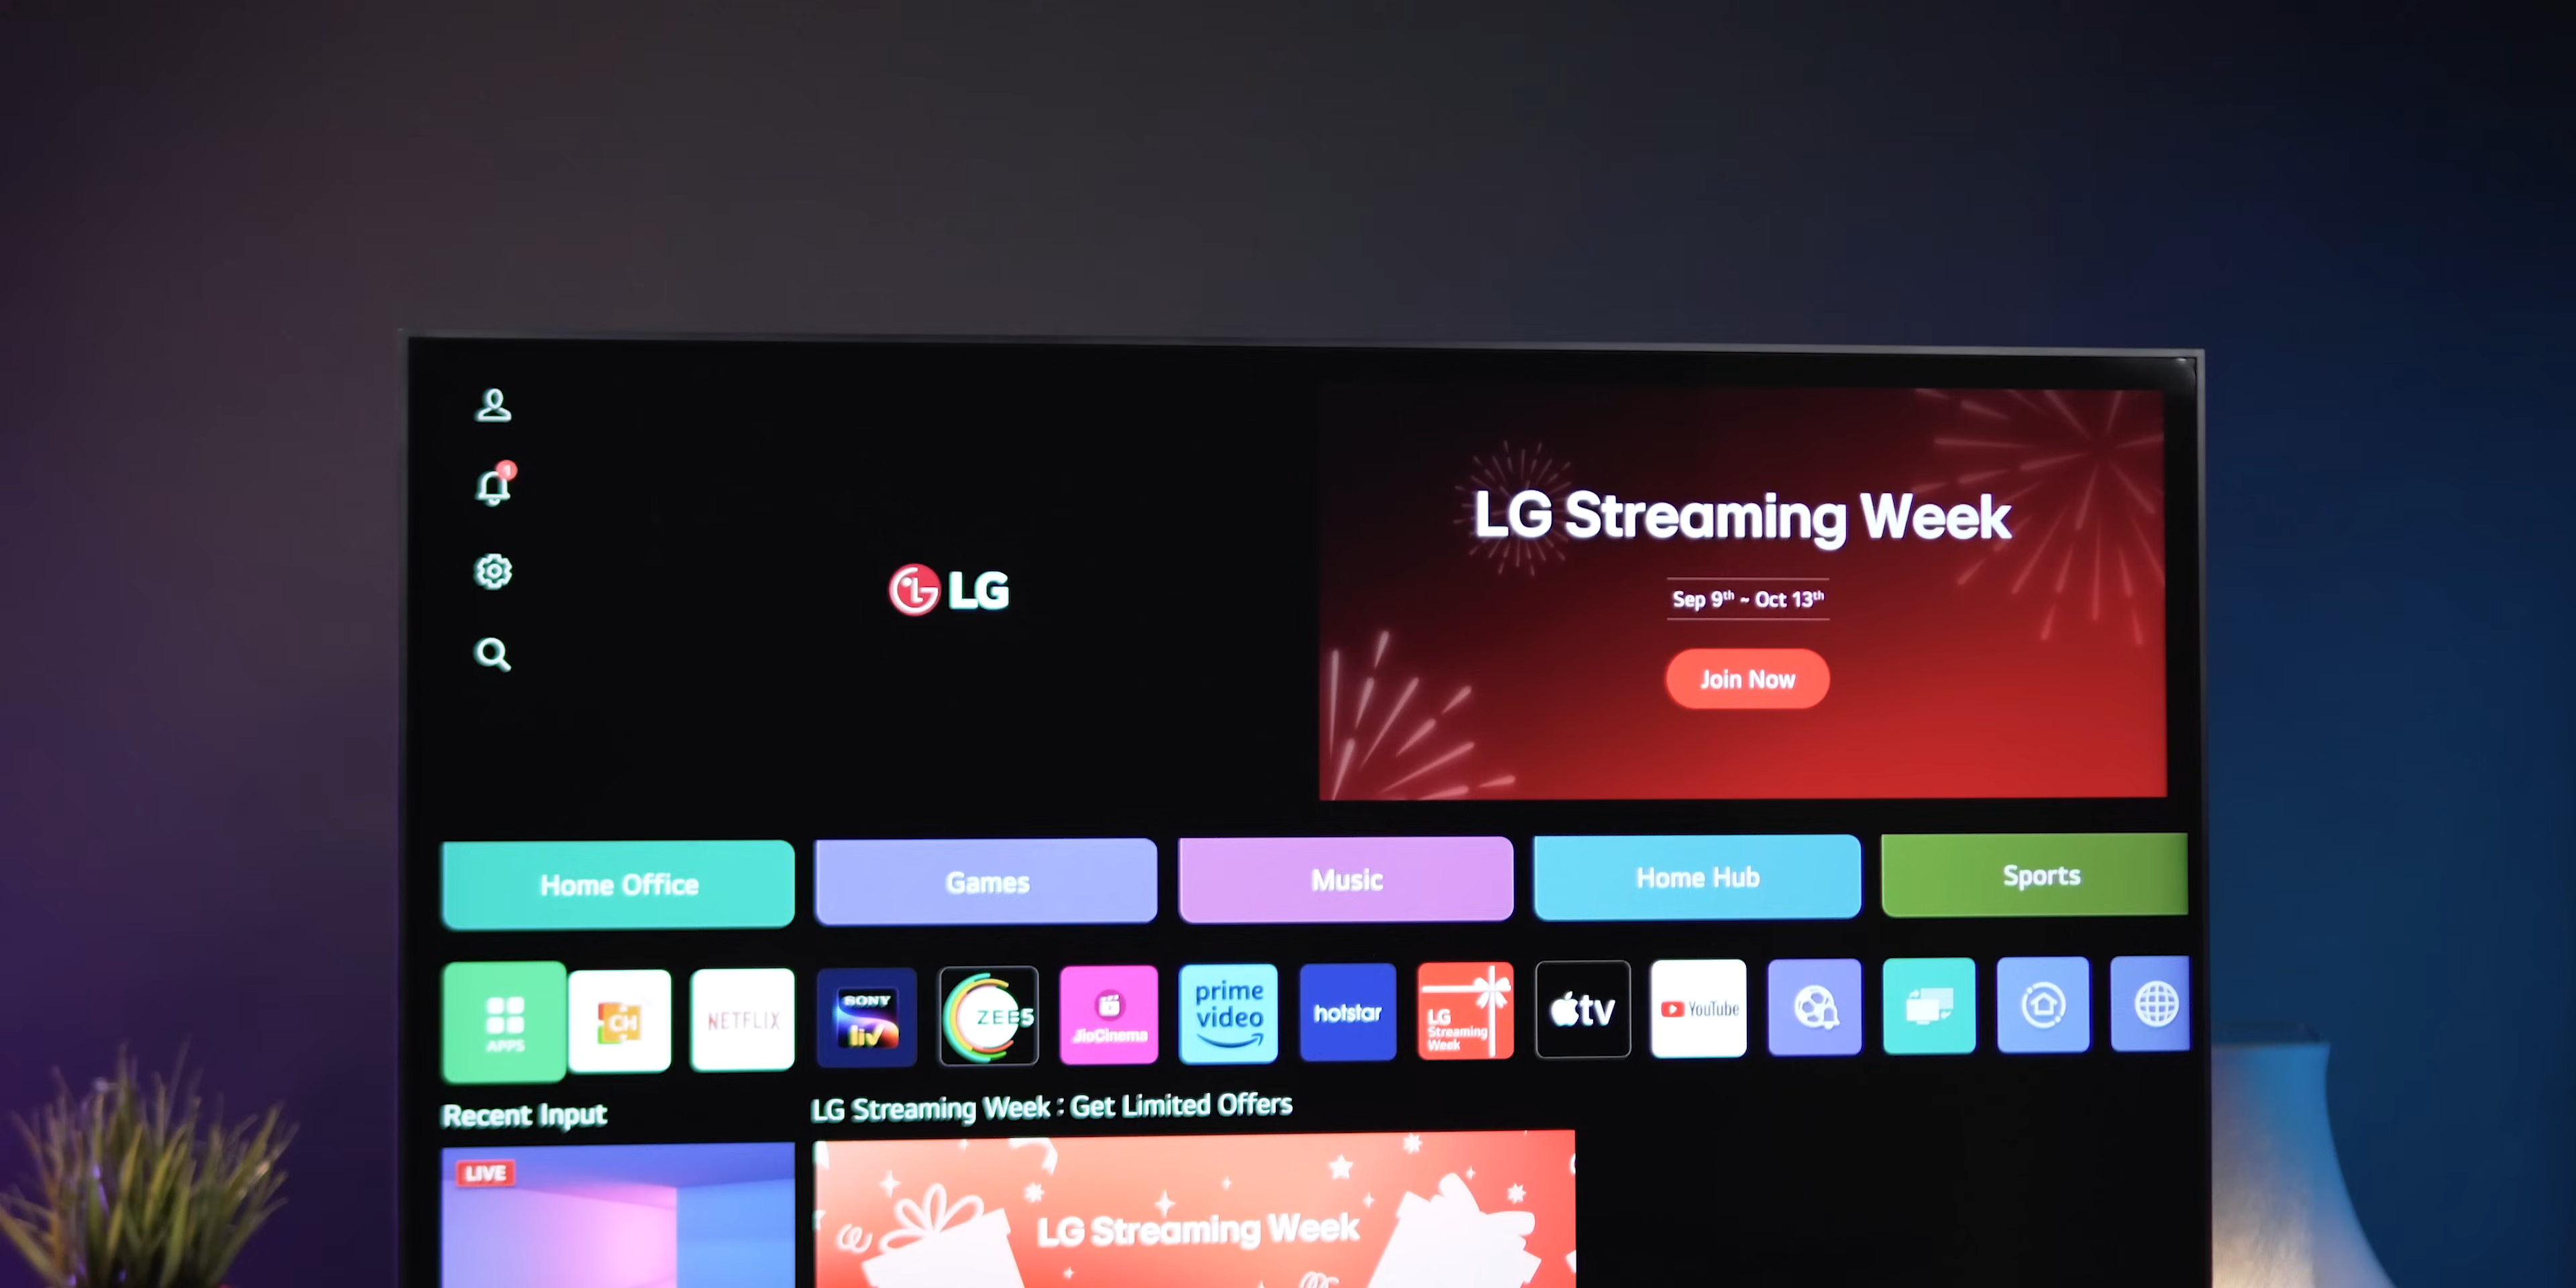 1
LG Streaming Week
Sep 9th ~ Oct 13th
LG
Join Now
Home Office
Games
Music
Home Hub
Sports
APPS
CH
NETFLIX
SONY
liv
ZEE5
JioCinema
prime
video
hotstar
LG
Streaming
Week
tv
YouTube
Recent Input
LG Streaming Week : Get Limited Offers
LIVE
LG Streaming Week